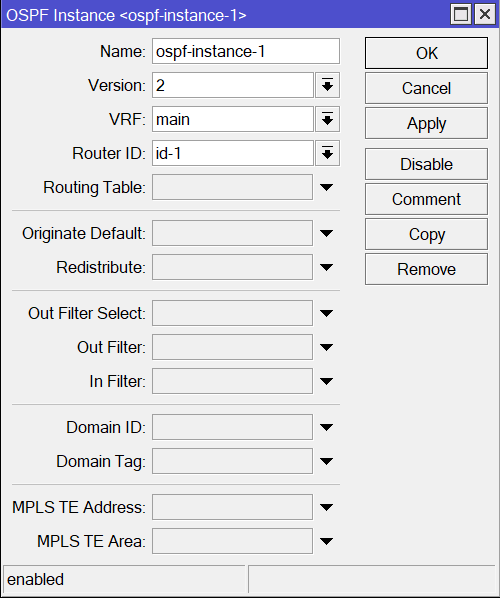 OSPF Instance <ospf-instance-1>
Name: ospf-instance-1
Version: 2
VRF: main
Router ID: id-1
Routing Table:
Originate Default:
Redistribute:
Out Filter Select:
Out Filter:
In Filter:
Domain ID:
Domain Tag:
MPLS TE Address:
MPLS TE Area:
OK
Cancel
Apply
Disable
Comment
Copy
Remove
enabled